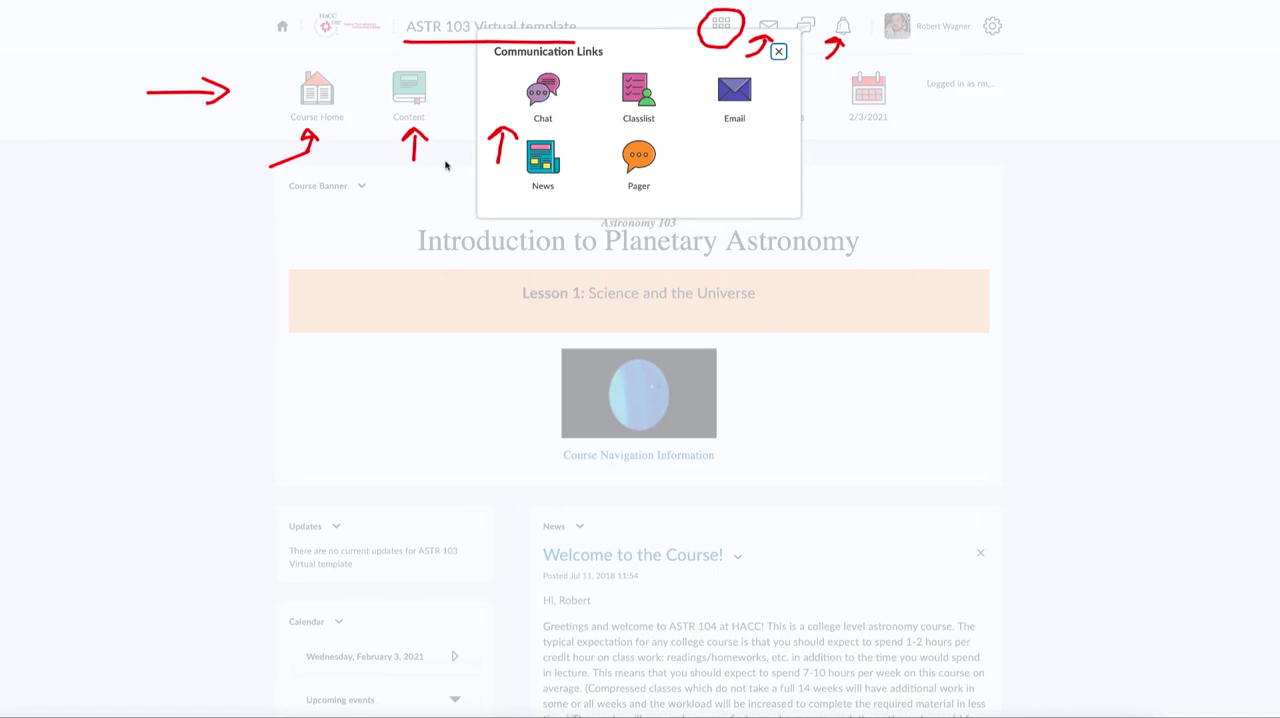 HACC
ASTR 103 Virtual template
Robert Wagner
Communication Links
Chat
Classlist
Email
News
Pager
Course Home
Content
2/3/2021
Logged in as rm...
Course Banner
Astronomy 103
Introduction to Planetary Astronomy
Lesson 1: Science and the Universe
Course Navigation Information
Updates
There are no current updates for ASTR 103
Virtual template
Calendar
Wednesday, February 3, 2021
Upcoming events
News
Welcome to the Course!
Posted Jul 11, 2018 11:54
Hi, Robert
Greetings and welcome to ASTR 104 at HACC! This is a college level astronomy course. The
typical expectation for any college course is that you should expect to spend 1-2 hours per
credit hour on class work: readings/homeworks, etc. in addition to the time you would spend
in lecture. This means that you should expect to spend 7-10 hours per week on this course on
average. (Compressed classes which do not take a full 14 weeks will have additional work in
some or all weeks and the workload will be increased to complete the required material in less